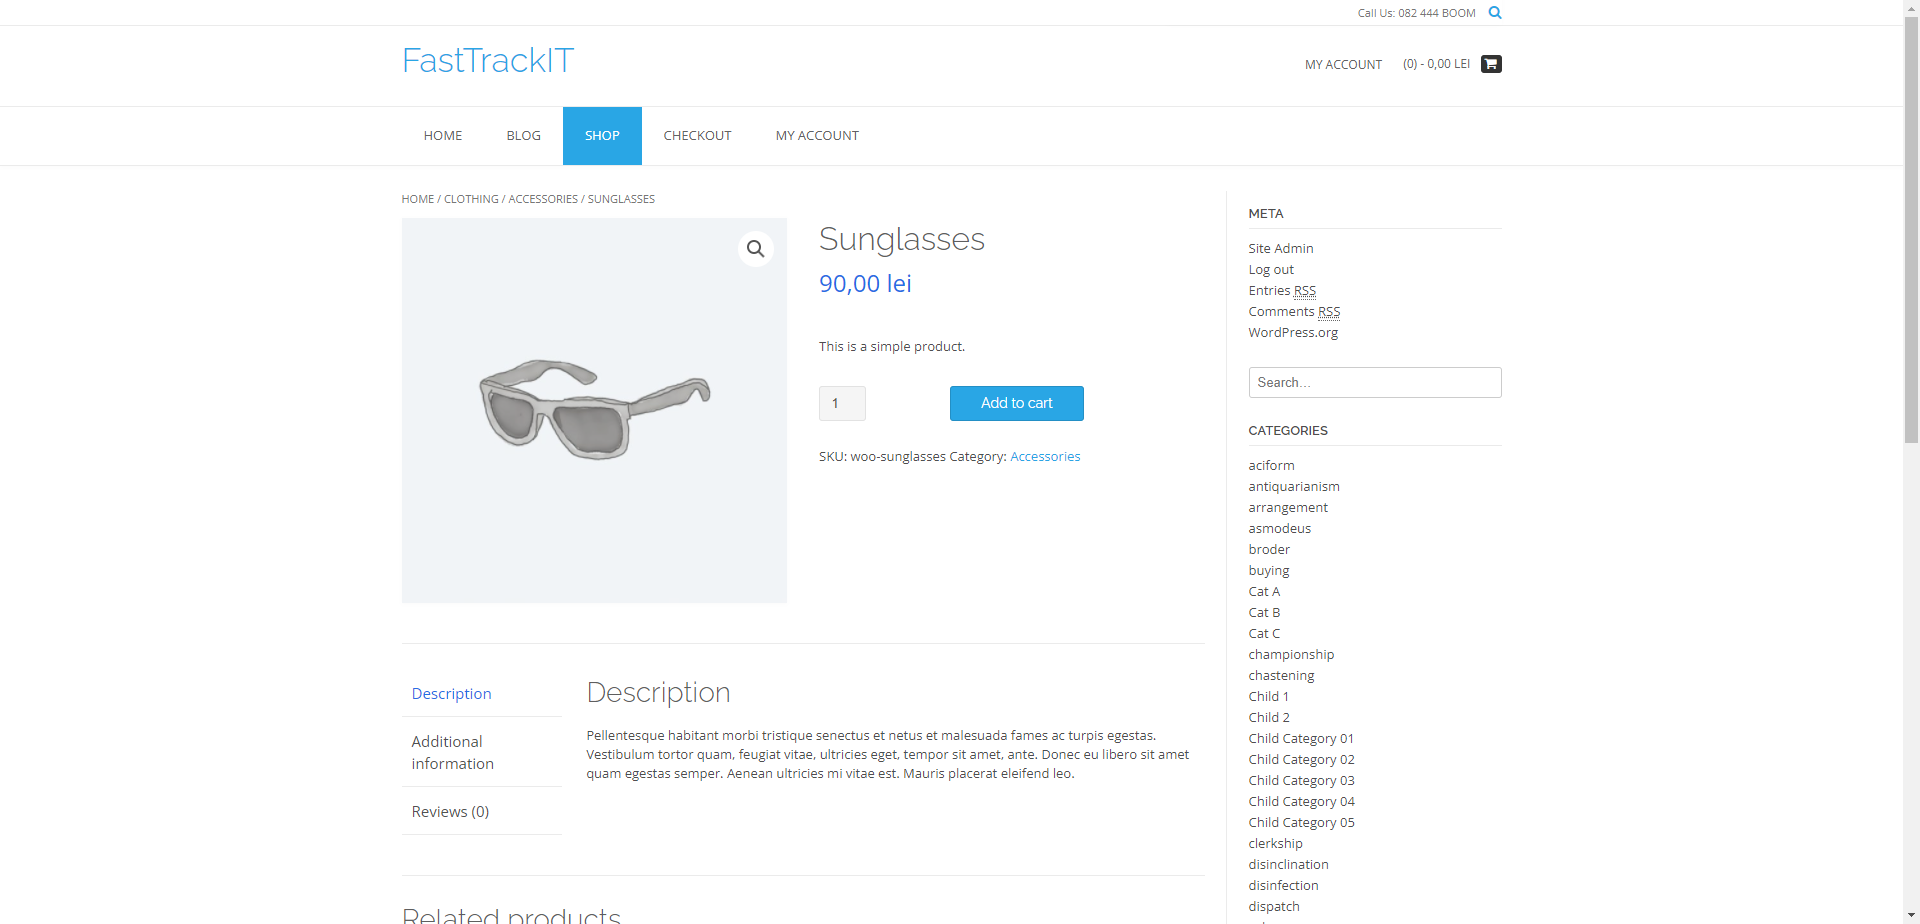 Call Us: 082 444 BOOM
FastTrackIT
MY ACCOUNT (0) - 0,00 LEI
HOME BLOG SHOP CHECKOUT MY ACCOUNT
HOME / CLOTHING / ACCESSORIES / SUNGLASSES
Sunglasses
90,00 lei
This is a simple product.
1 Add to cart
SKU: woo-sunglasses Category: Accessories
Description
Additional
information
Reviews (0)
Description
Pellentesque habitant morbi tristique senectus et netus et malesuada fames ac turpis egestas.
Vestibulum tortor quam, feugiat vitae, ultricies eget, tempor sit amet, ante. Donec eu libero sit amet
quam egestas semper. Aenean ultricies mi vitae est. Mauris placerat eleifend leo.
Related products
META
Site Admin
Log out
Entries RSS
Comments RSS
WordPress.org
Search...
CATEGORIES
aciform
antiquarianism
arrangement
asmodeus
broder
buying
Cat A
Cat B
Cat C
championship
chastening
Child 1
Child 2
Child Category 01
Child Category 02
Child Category 03
Child Category 04
Child Category 05
clerkship
disinclination
disinfection
dispatch